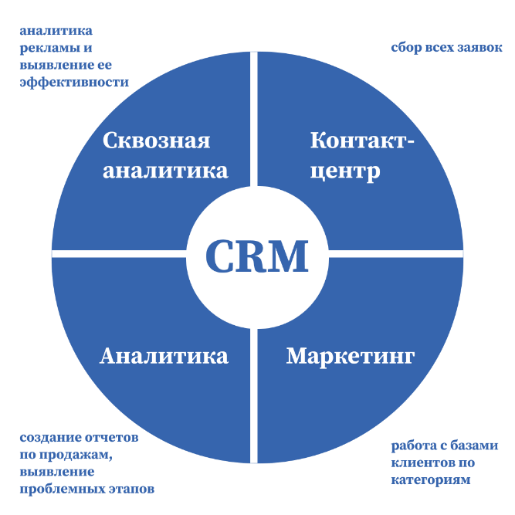 аналитика
рекламы и
выявление ее
эффективности
сбор всех заявок
Сквозная
аналитика
Контакт-
центр
CRM
Аналитика
Маркетинг
создание отчетов
по продажам,
выявление
проблемных этапов
работа с базами
клиентов по
категориям